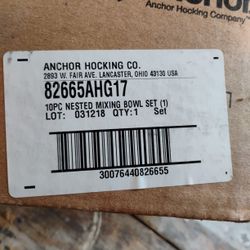 Anchor Hocking Company
ANCHOR HOCKING CO.
2893 W. FAIR AVE. LANCASTER, OHIO 43130 USA
82665AHG17
10PC NESTED MIXING BOWL SET (1)
LOT: 031218 QTY:1 Set
30076440826655